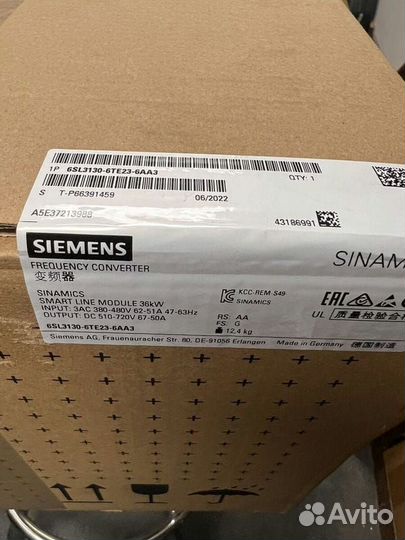 1P 6SL3130-6TE23-6AA3
QTY: 1
S T-P66391459
06/2022
A5E37213988
43186991
SIEMENS
SINAM
FREQUENCY CONVERTER
变频器
SINAMICS
SMART LINE MODULE 36kW
INPUT: 3AC 380-480V 62-51A 47-63Hz
OUTPUT: DC 510-720V 67-50A
6SL3130-6TE23-6AA3
KCC-REM-S49
SINAMICS
RS: AA
FS: G
12,4 kg
EAC
UL 质量检验合
Siemens AG, Frauenauracher Str. 80, DE-91056 Erlangen
Made in Germany 德国制造
Avito